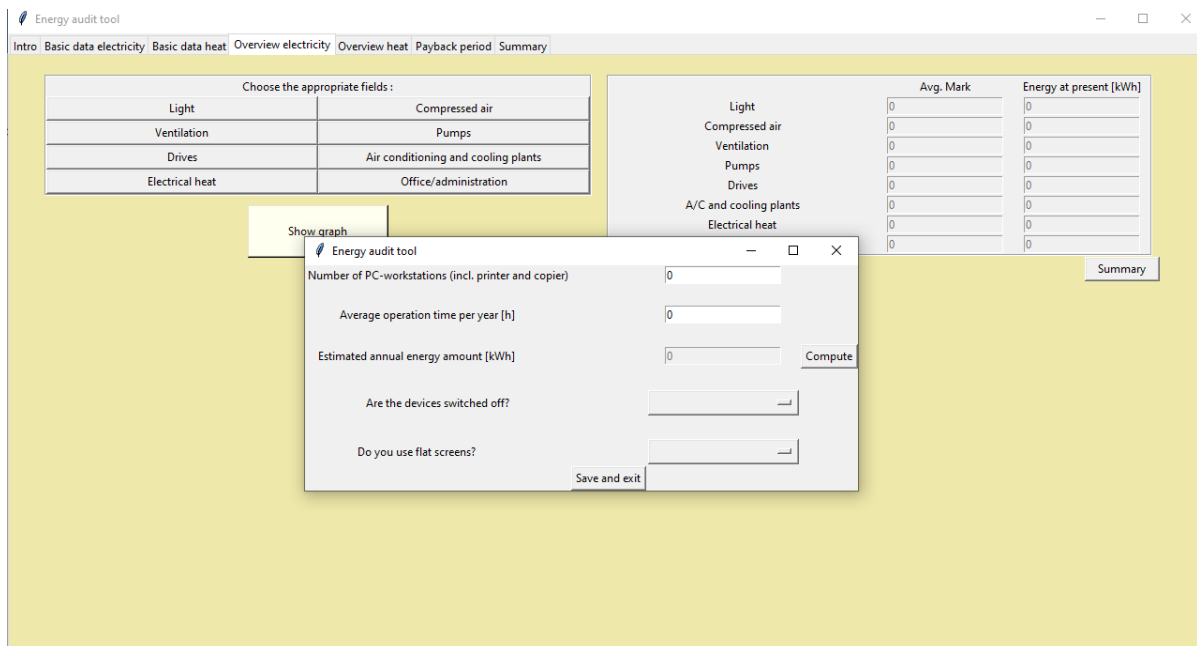 Energy audit tool
Intro Basic data electricity Basic data heat Overview electricity Overview heat Payback period Summary
Choose the appropriate fields :
Light Compressed air
Ventilation Pumps
Drives Air conditioning and cooling plants
Electrical heat Office/administration
Show graph
Avg. Mark Energy at present [kWh]
Light 0 0
Compressed air 0 0
Ventilation 0 0
Pumps 0 0
Drives 0 0
A/C and cooling plants 0 0
Electrical heat 0 0
0 0
Summary
Energy audit tool
Number of PC-workstations (incl. printer and copier) 0
Average operation time per year [h] 0
Estimated annual energy amount [kWh] 0 Compute
Are the devices switched off?
Do you use flat screens?
Save and exit